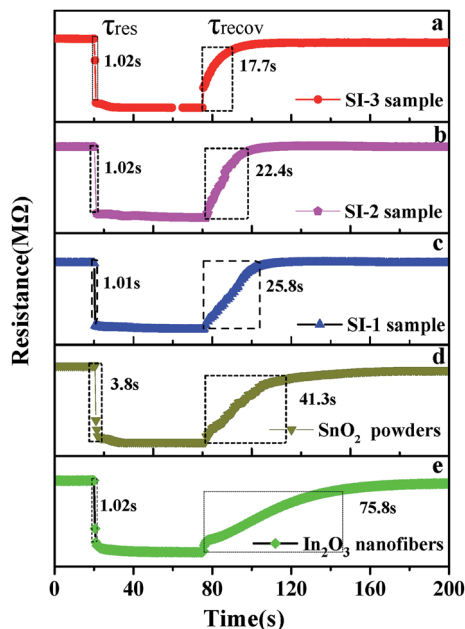 τres τrecov a
1.02s 17.7s
SI-3 sample
b
1.02s 22.4s
SI-2 sample
c
1.01s 25.8s
SI-1 sample
d
3.8s 41.3s
SnO2 powders
e
1.02s 75.8s
In2O3 nanofibers
Resistance(MΩ)
0 40 80 120 160 200
Time(s)